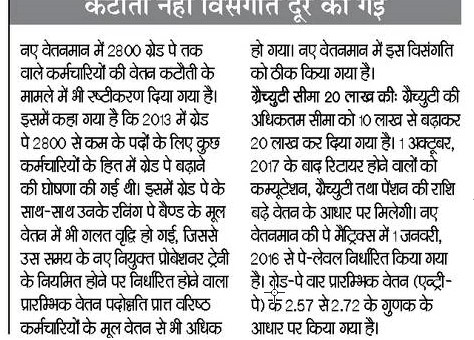 कटौती नहीं विसंगति दूर की गई
नए वेतनमान में 2800 ग्रेड पे तक
वाले कर्मचारियों की वेतन कटौती के
मामले में भी स्पष्टीकरण दिया गया है।
इसमें कहा गया है कि 2013 में ग्रेड
पे 2800 से कम के पदों के लिए कुछ
कर्मचारियों के हित में ग्रेड पे बढ़ाने
की घोषणा की गई थी। इसमें ग्रेड पे के
साथ-साथ उनके रनिंग पे बैण्ड के मूल
वेतन में भी गलत वृद्धि हो गई, जिससे
उस समय के नए नियुक्त प्रोबेशनर ट्रेनी
के नियमित होने पर निर्धारित होने वाला
प्रारम्भिक वेतन पदोन्नति प्राप्त वरिष्ठ
कर्मचारियों के मूल वेतन से भी अधिक
हो गया। नए वेतनमान में इस विसंगति
को ठीक किया गया है।
ग्रैच्युटी सीमा 20 लाख कीः ग्रैच्युटी की
अधिकतम सीमा को 10 लाख से बढ़ाकर
20 लाख कर दिया गया है। 1 अक्टूबर,
2017 के बाद रिटायर होने वालों को
कम्यूटेशन, ग्रैच्युटी तथा पेंशन की राशि
बढ़े वेतन के आधार पर मिलेगी। नए
वेतनमान की पे मैट्रिक्स में 1 जनवरी,
2016 से पे-लेवल निर्धारित किया गया
है। ग्रेड-पे वार प्रारम्भिक वेतन (एन्ट्री-
पे) के 2.57 से 2.72 के गुणक के
आधार पर किया गया है।